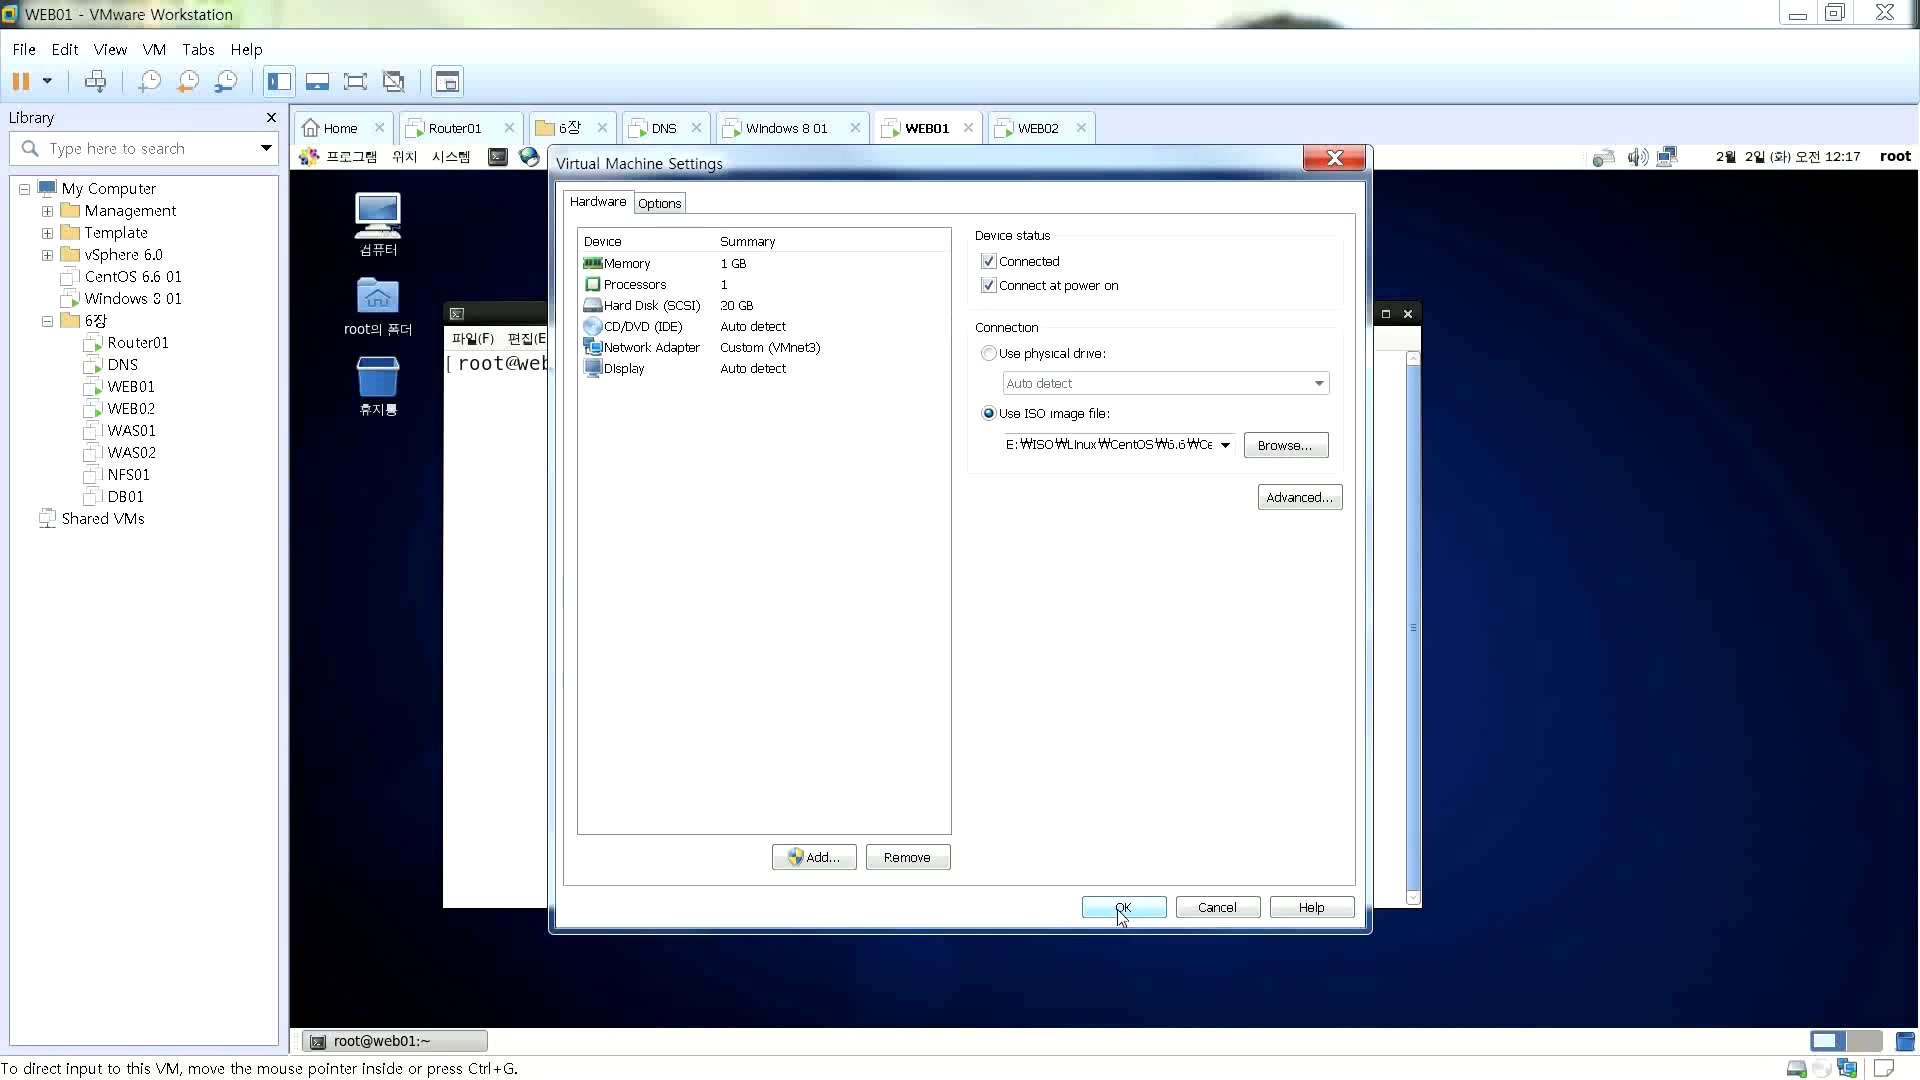 WEB01 - VMware Workstation
File Edit View VM Tabs Help
Library
Type here to search
My Computer
Management
Template
vSphere 6.0
CentOS 6.6 01
Windows 8 01
6장
Router01
DNS
WEB01
WEB02
WAS01
WAS02
NFS01
DB01
Shared VMs
Home Router01 6장 DNS Windows 8 01 WEB01 WEB02
프로그램 위치 시스템
2월 2일 (화) 오전 12:17 root
컴퓨터
root의 폴더
휴지통
파일(F) 편집(E
[root@web
Virtual Machine Settings
Hardware Options
Device Summary
Memory 1 GB
Processors 1
Hard Disk (SCSI) 20 GB
CD/DVD (IDE) Auto detect
Network Adapter Custom (VMnet3)
Display Auto detect
Add... Remove
Device status
Connected
Connect at power on
Connection
Use physical drive:
Auto detect
Use ISO image file:
E:₩ISO₩Linux₩CentOS₩6.6₩Ce Browse...
Advanced...
OK Cancel Help
root@web01:~
To direct input to this VM, move the mouse pointer inside or press Ctrl+G.